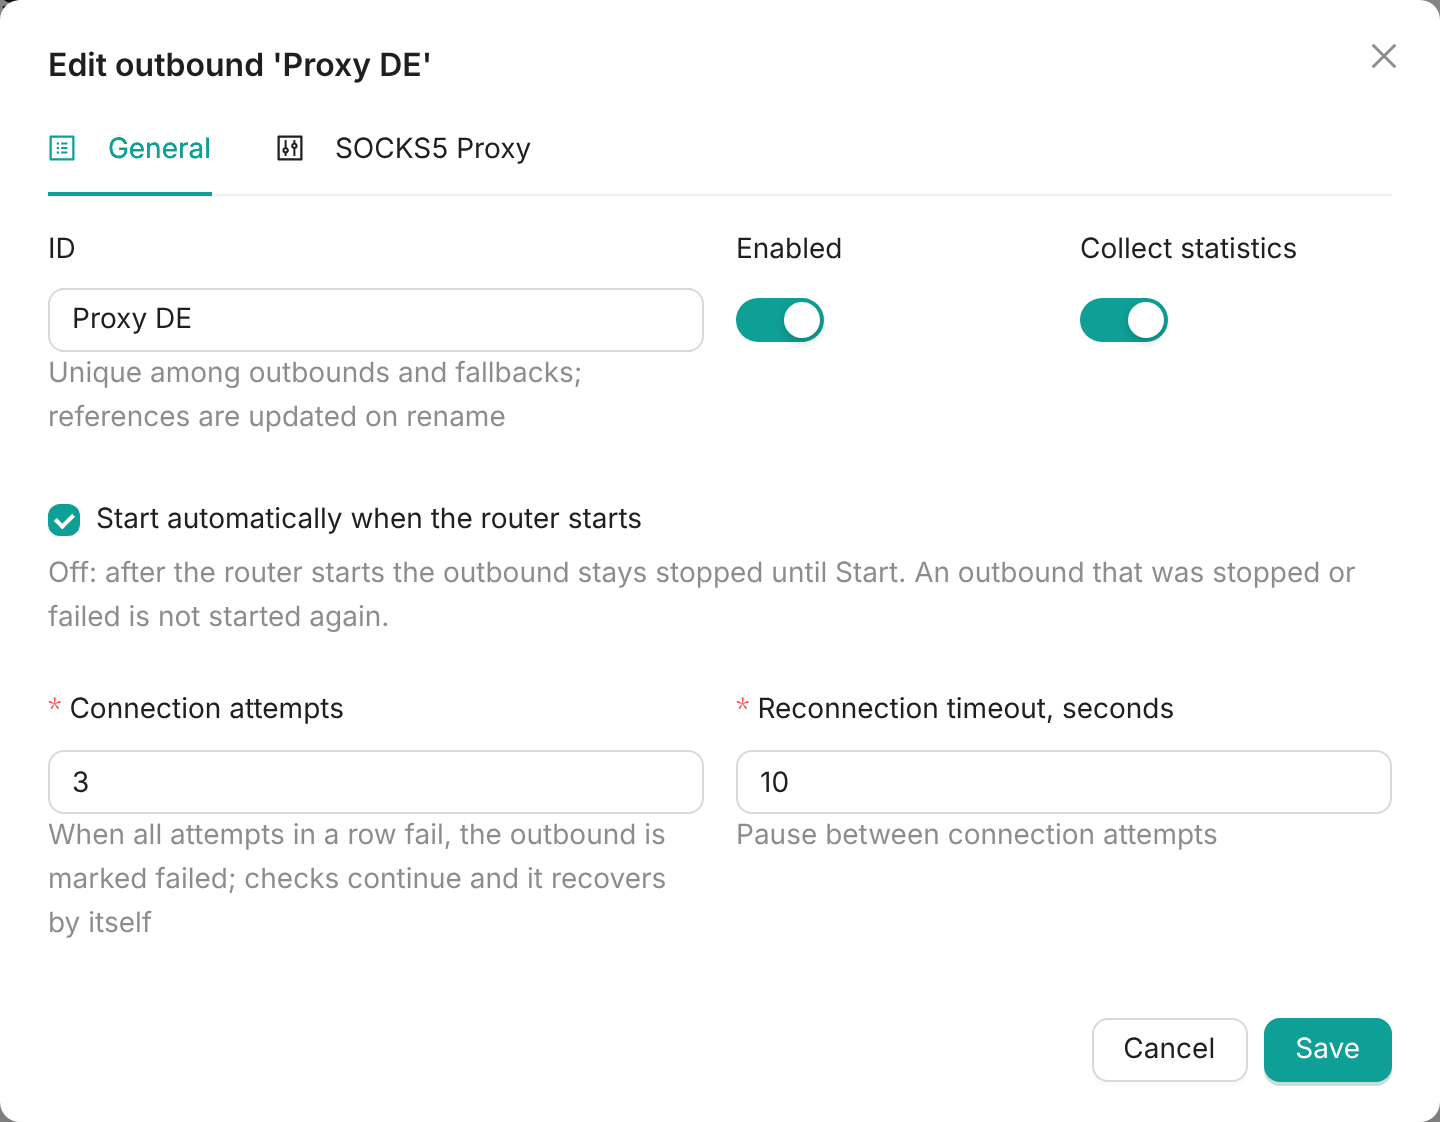 Edit outbound 'Proxy DE'
General
SOCKS5 Proxy
ID
Enabled
Collect statistics
Proxy DE
Unique among outbounds and fallbacks;
references are updated on rename
Start automatically when the router starts
Off: after the router starts the outbound stays stopped until Start. An outbound that was stopped or
failed is not started again.
* Connection attempts
* Reconnection timeout, seconds
3
10
When all attempts in a row fail, the outbound is
marked failed; checks continue and it recovers
by itself
Pause between connection attempts
Cancel
Save